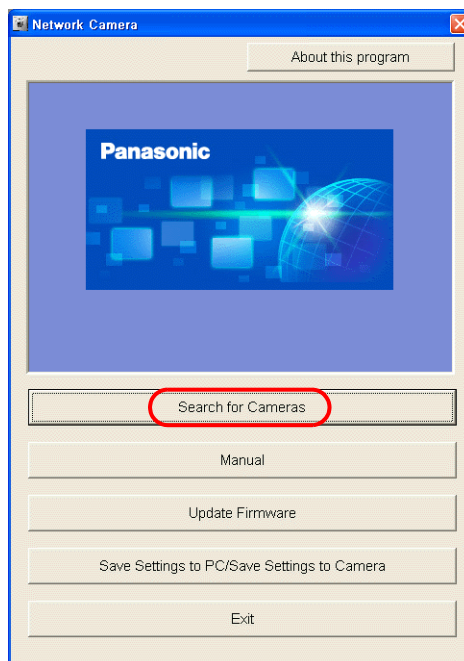 Network Camera
About this program
Panasonic
Search for Cameras
Manual
Update Firmware
Save Settings to PC/Save Settings to Camera
Exit